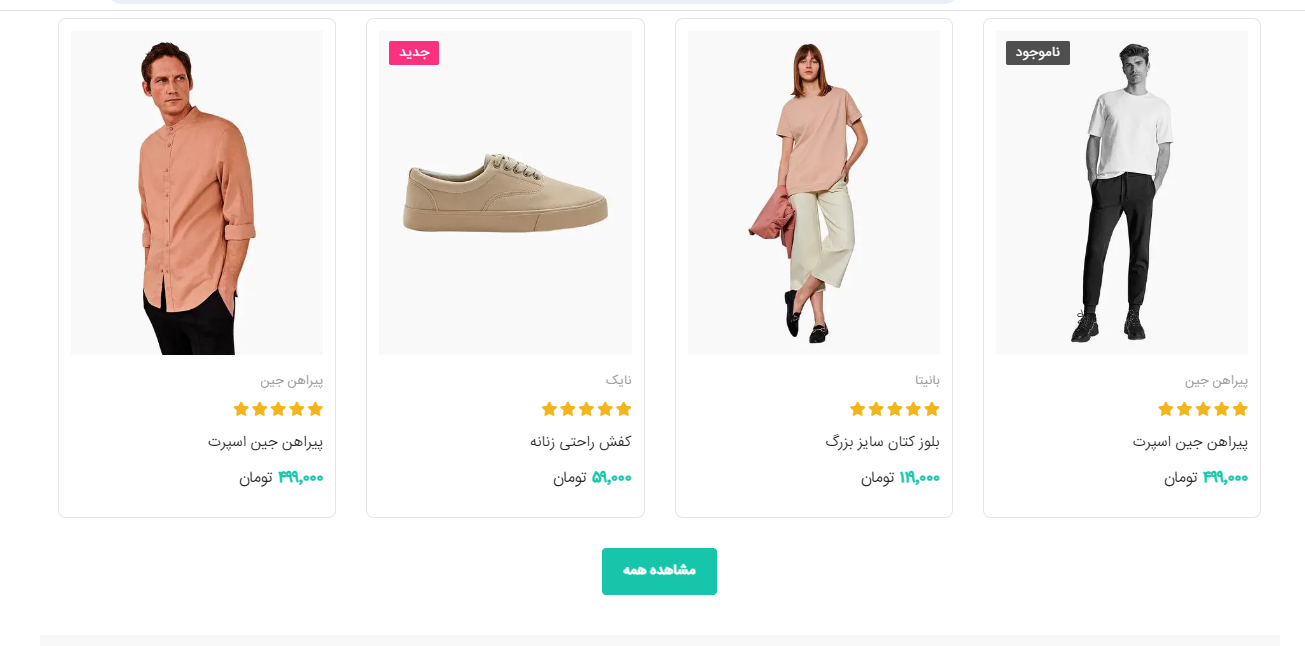 ناموجود
پیراهن جین
پیراهن جین اسپرت
۴۹۹,۰۰۰ تومان
بانیتا
بلوز کتان سایز بزرگ
۱۱۹,۰۰۰ تومان
جدید
نایک
کفش راحتی زنانه
۵۹,۰۰۰ تومان
پیراهن جین
پیراهن جین اسپرت
۴۹۹,۰۰۰ تومان
مشاهده همه